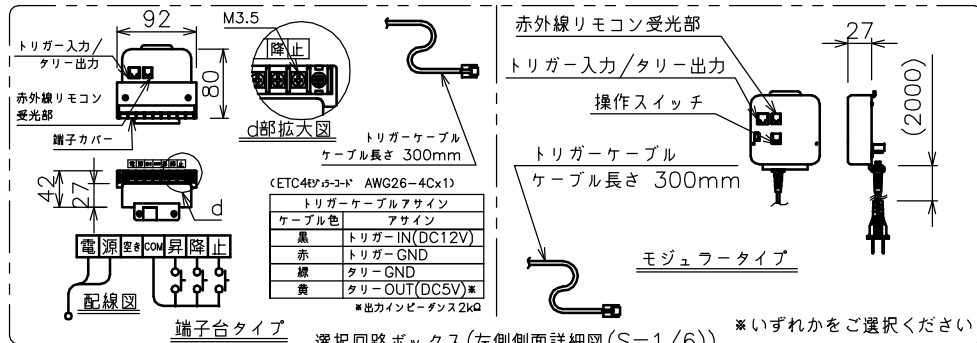 92
M3.5
トリガー入力/
タリー出力
80
降止
赤外線リモコン
受光部
端子カバー
d部拡大図
トリガーケーブル
ケーブル長さ 300mm
42
27
d
(ETC4ﾓｼﾞｭﾗｰｺｰﾄﾞ AWG26-4Cx1)
トリガーケーブルアサイン
ケーブル色 アサイン
黒 トリガーIN(DC12V)
赤 トリガーGND
緑 タリーGND
黄 タリーOUT(DC5V)※
※出力インピーダンス2kΩ
電 源 空き COM 昇 降 止
配線図
端子台タイプ
赤外線リモコン受光部
27
トリガー入力/タリー出力
操作スイッチ
(2000)
トリガーケーブル
ケーブル長さ 300mm
モジュラータイプ
※いずれかをご選択ください
選択回路ボックス(左側側面詳細図(S=1/6))